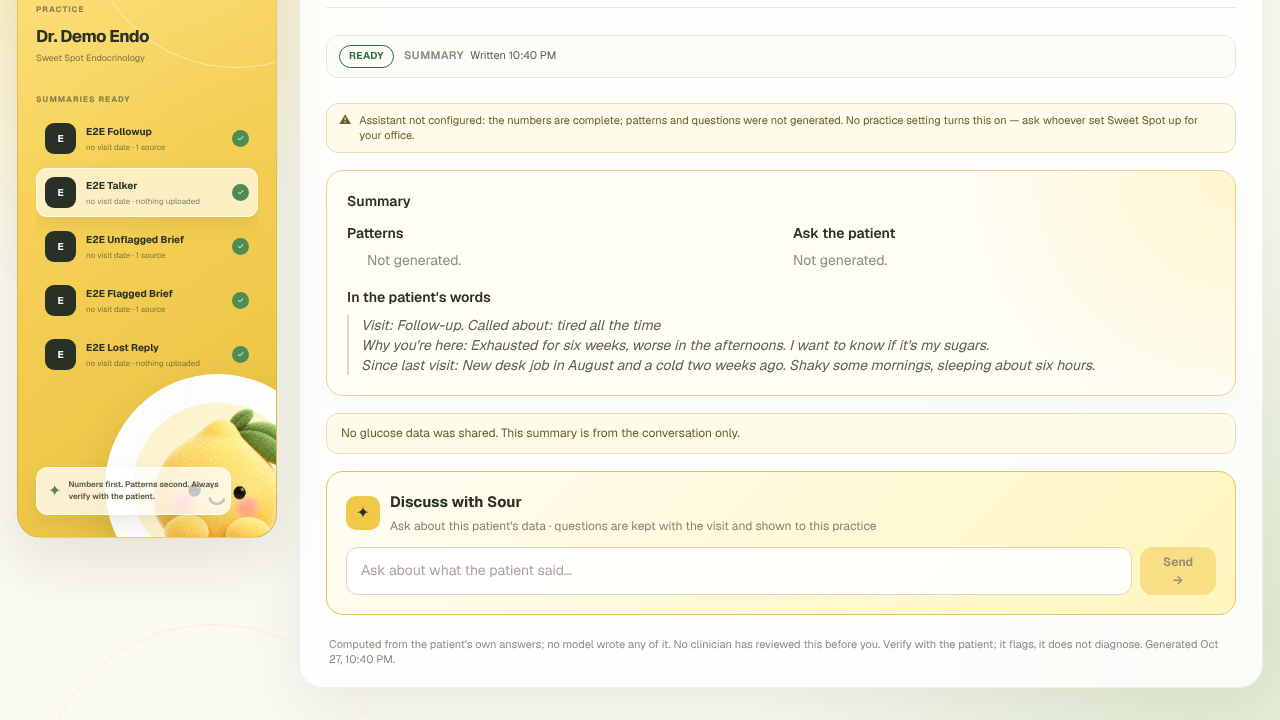 PRACTICE
Dr. Demo Endo
Sweet Spot Endocrinology
SUMMARIES READY
E
E2E Followup
no visit date · 1 source
E
E2E Talker
no visit date · nothing uploaded
E
E2E Unflagged Brief
no visit date · 1 source
E
E2E Flagged Brief
no visit date · 1 source
E
E2E Lost Reply
no visit date · nothing uploaded
Numbers first. Patterns second. Always
verify with the patient.
READY SUMMARY Written 10:40 PM
Assistant not configured: the numbers are complete; patterns and questions were not generated. No practice setting turns this on — ask whoever set Sweet Spot up for
your office.
Summary
Patterns
Not generated.
Ask the patient
Not generated.
In the patient's words
Visit: Follow-up. Called about: tired all the time
Why you're here: Exhausted for six weeks, worse in the afternoons. I want to know if it's my sugars.
Since last visit: New desk job in August and a cold two weeks ago. Shaky some mornings, sleeping about six hours.
No glucose data was shared. This summary is from the conversation only.
Discuss with Sour
Ask about this patient's data · questions are kept with the visit and shown to this practice
Ask about what the patient said...
Send
→
Computed from the patient's own answers; no model wrote any of it. No clinician has reviewed this before you. Verify with the patient; it flags, it does not diagnose. Generated Oct
27, 10:40 PM.